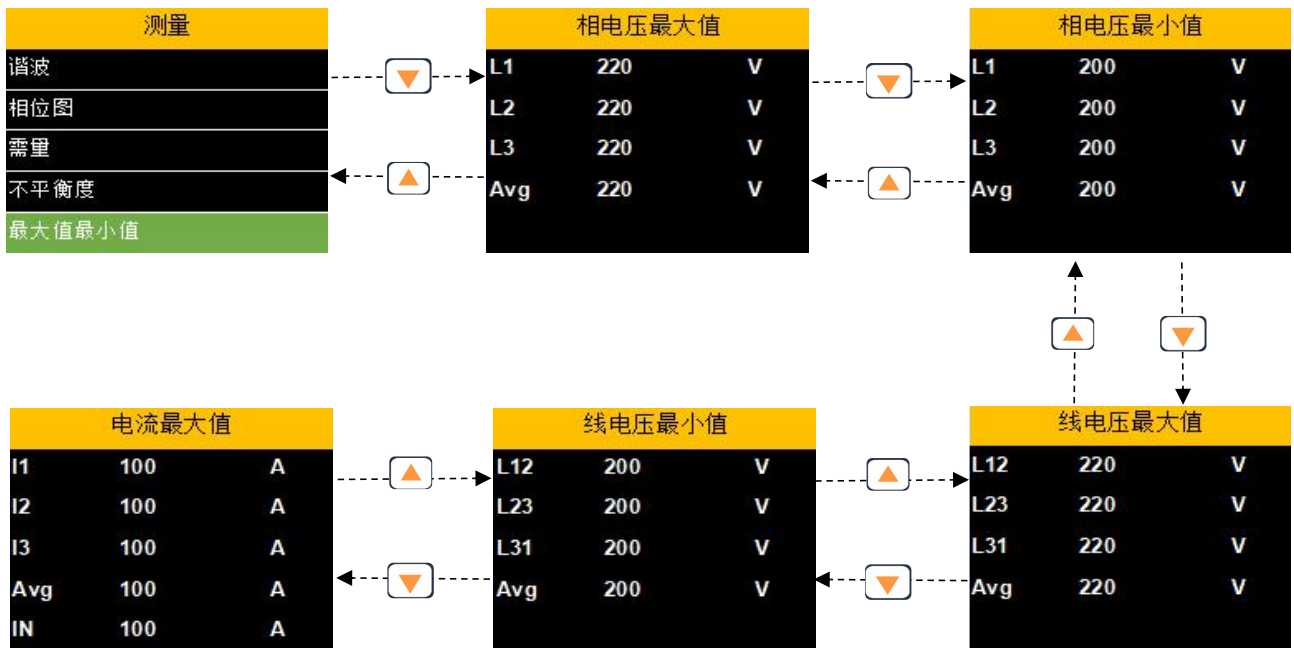 测量
谐波
相位图
需里
不平衡度
最大值最小值
相电压最大值
L1 220 V
L2 220 V
L3 220 V
Avg 220 V
相电压最小值
L1 200 V
L2 200 V
L3 200 V
Avg 200 V
电流最大值
I1 100 A
I2 100 A
I3 100 A
Avg 100 A
IN 100 A
线电压最小值
L12 200 V
L23 200 V
L31 200 V
Avg 200 V
线电压最大值
L12 220 V
L23 220 V
L31 220 V
Avg 220 V